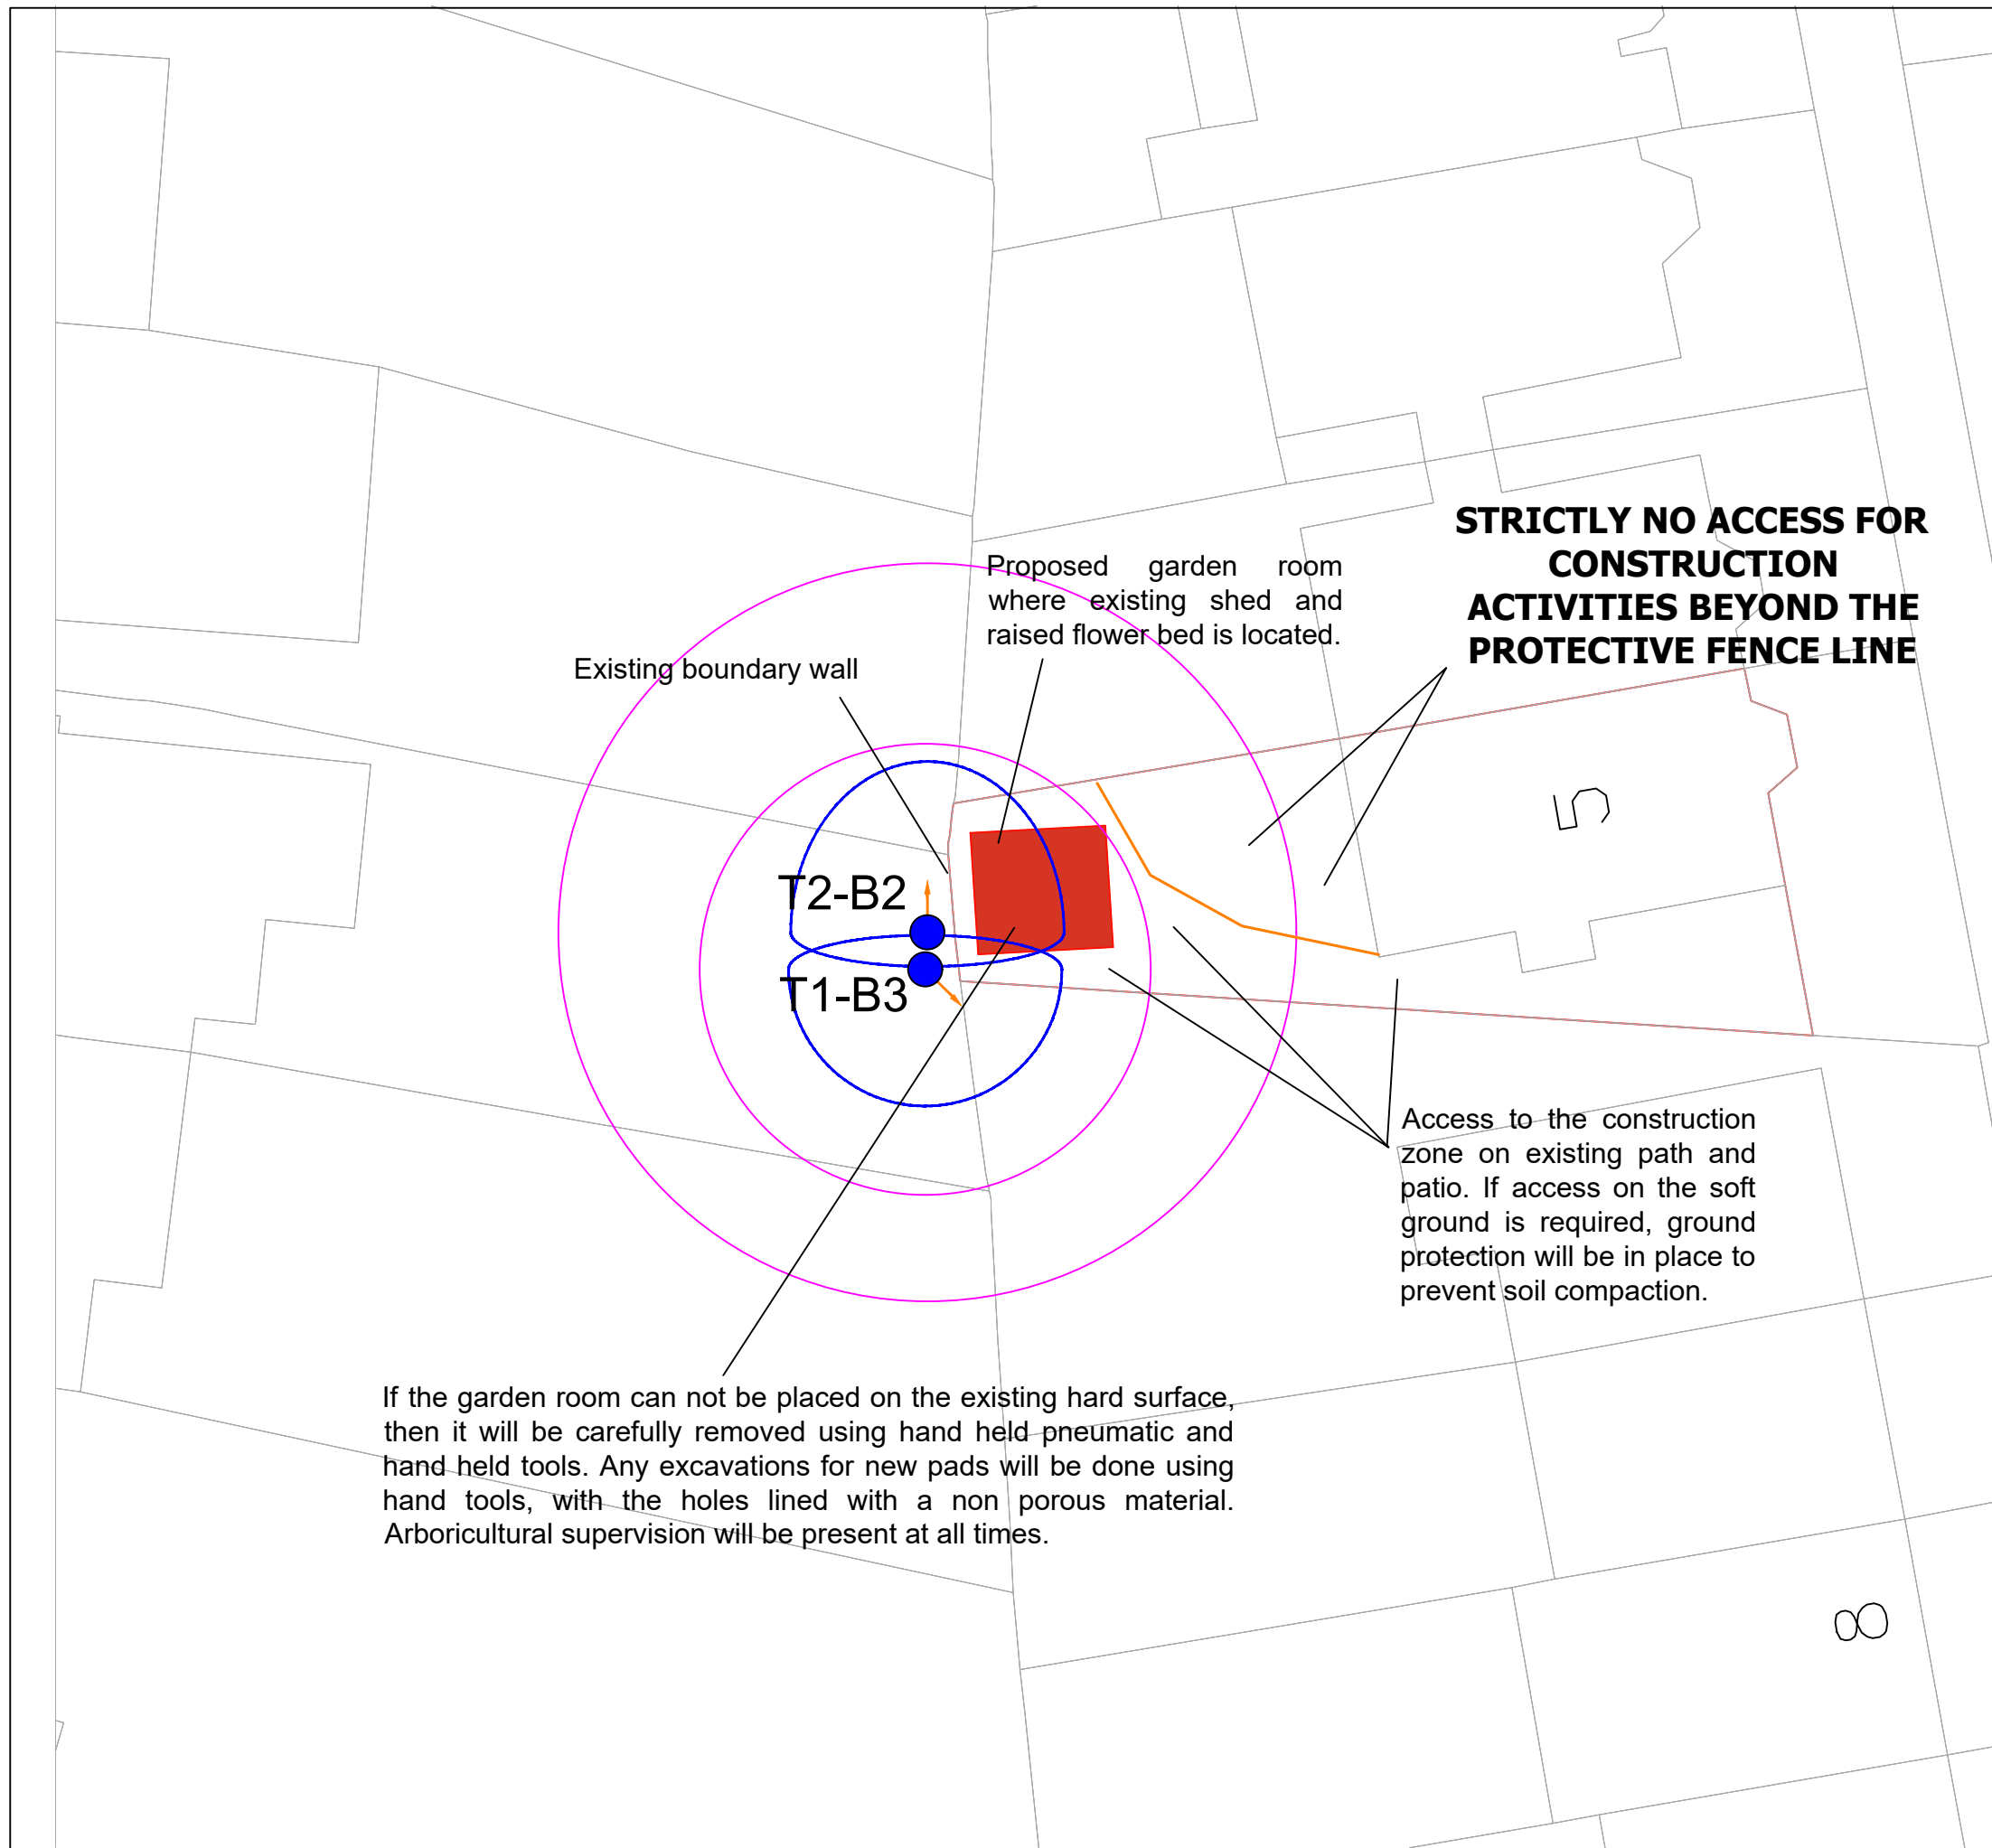 STRICTLY NO ACCESS FOR
CONSTRUCTION
ACTIVITIES BEYOND THE
PROTECTIVE FENCE LINE
Proposed garden room
where existing shed and
raised flower bed is located.
Existing boundary wall
5
T2-B2
T1-B3
Access to the construction
zone on existing path and
patio. If access on the soft
ground is required, ground
protection will be in place to
prevent soil compaction.
If the garden room can not be placed on the existing hard surface,
then it will be carefully removed using hand held pneumatic and
hand held tools. Any excavations for new pads will be done using
hand tools, with the holes lined with a non porous material.
Arboricultural supervision will be present at all times.
8